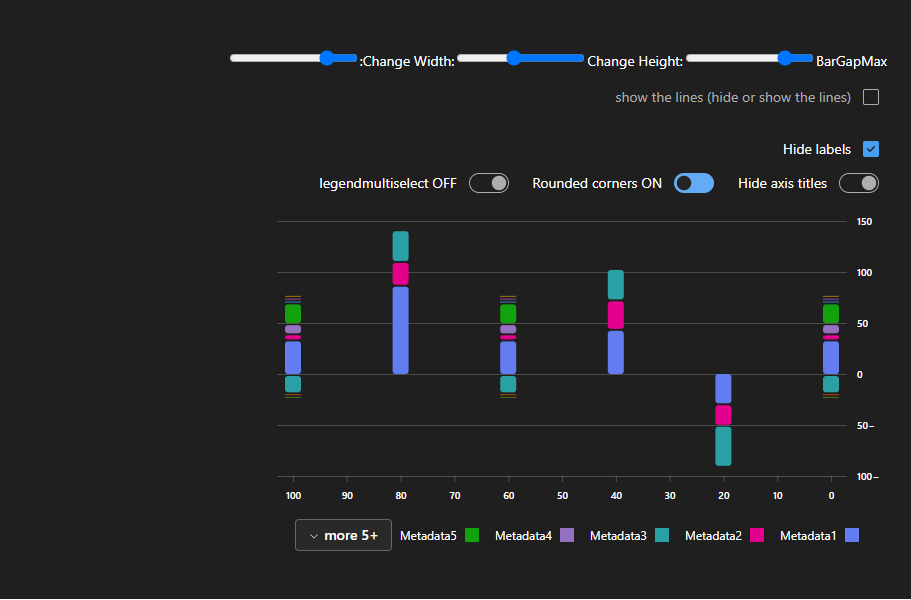 :Change Width: Change Height: BarGapMax
show the lines (hide or show the lines)
Hide labels
legendmultiselect OFF Rounded corners ON Hide axis titles
150
100
50
0
50−
100−
100 90 80 70 60 50 40 30 20 10 0
more 5+ Metadata5 Metadata4 Metadata3 Metadata2 Metadata1